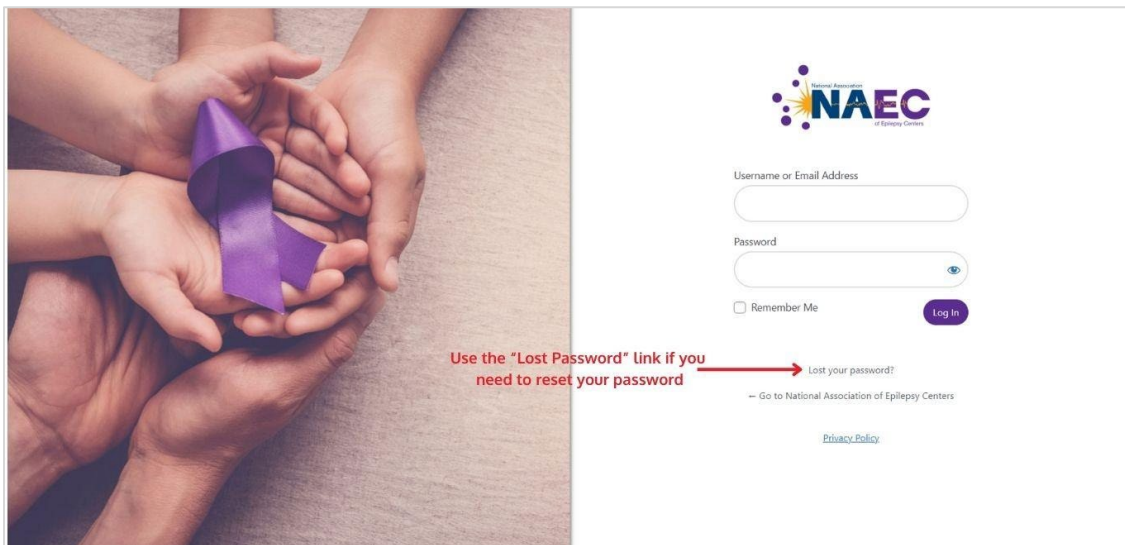 National Association
NAEC
of Epilepsy Centers
Username or Email Address
Password
Remember Me
Log In
Use the “Lost Password” link if you
need to reset your password
Lost your password?
← Go to National Association of Epilepsy Centers
Privacy Policy